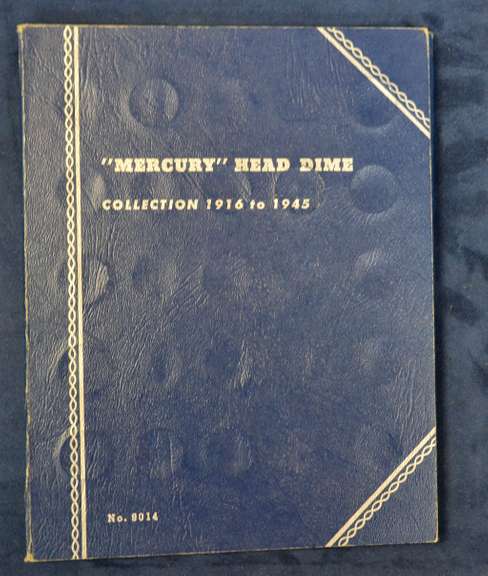 "MERCURY" HEAD DIME
COLLECTION 1916 to 1945
No. 9014